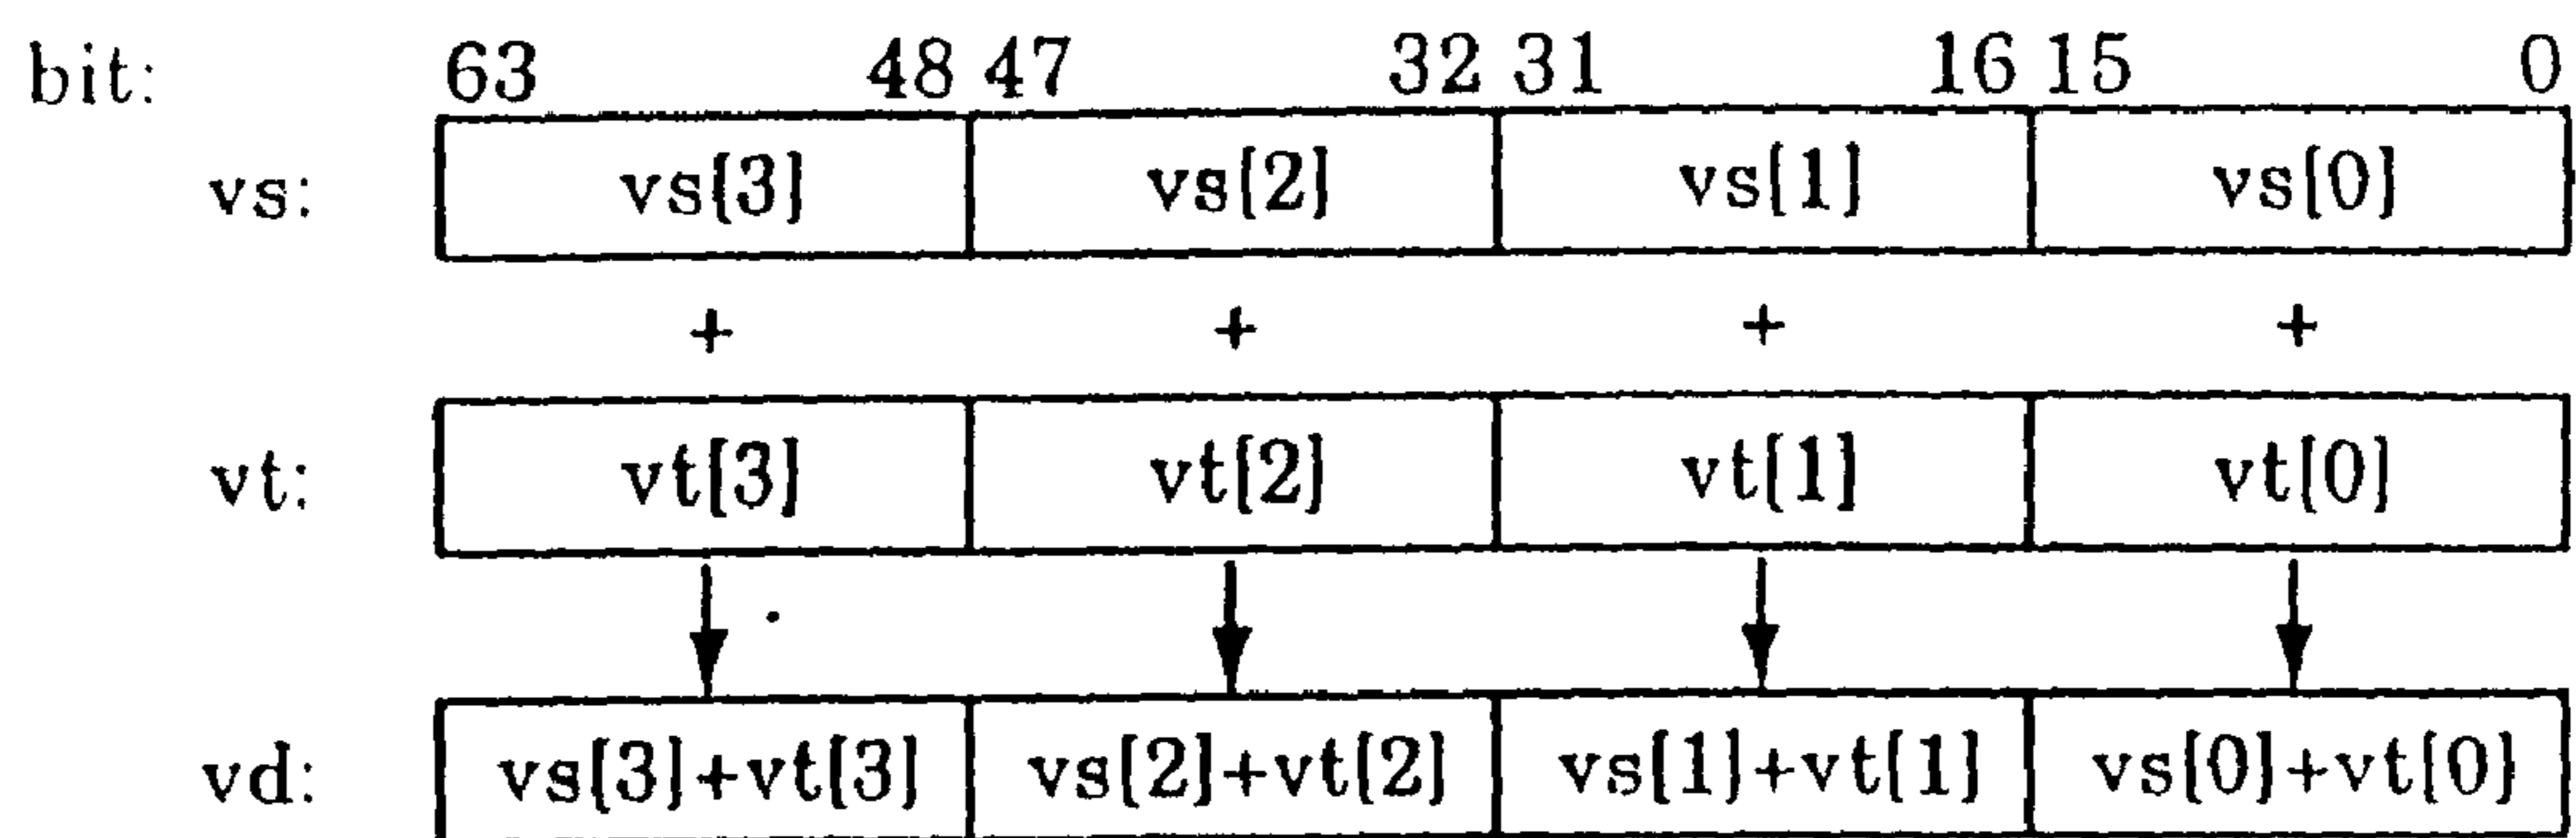 bit: 63 48 47 32 31 16 15 0
vs: vs[3] vs[2] vs[1] vs[0]
+ + + +
vt: vt[3] vt[2] vt[1] vt[0]
vd: vs[3]+vt[3] vs[2]+vt[2] vs[1]+vt[1] vs[0]+vt[0]